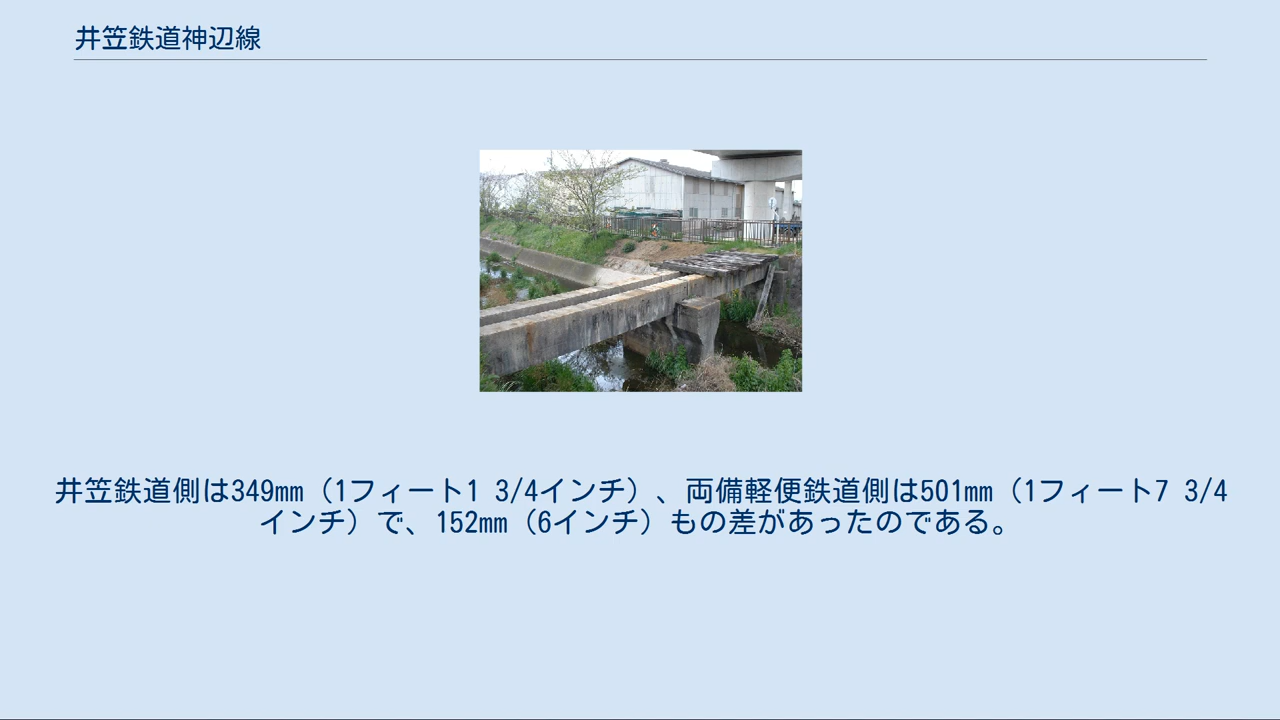 井笠鉄道神辺線
井笠鉄道側は349mm（1フィート1 3/4インチ）、両備軽便鉄道側は501mm（1フィート7 3/4
インチ）で、152mm（6インチ）もの差があったのである。